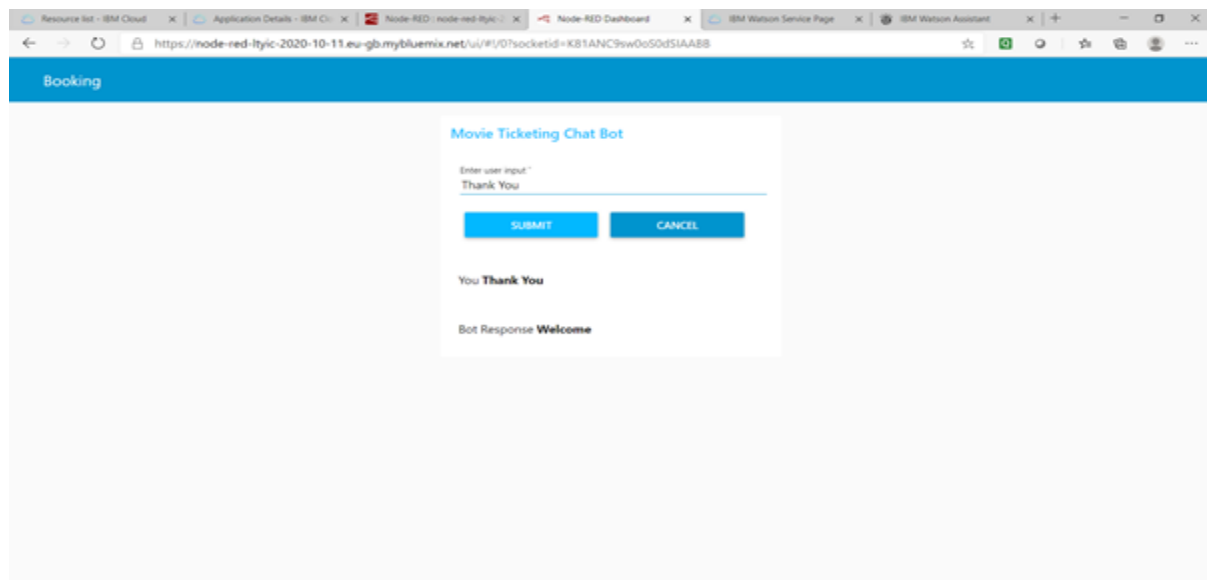 Resource list - IBM Cloud
Application Details - IBM Cl
Node-RED : node-red-ltyic-2
Node-RED Dashboard
IBM Watson Service Page
IBM Watson Assistant
https://node-red-ltyic-2020-10-11.eu-gb.mybluemix.net/ui/#!/0?socketid=
Booking
Movie Ticketing Chat Bot
Enter user input *
Thank You
SUBMIT CANCEL
You Thank You
Bot Response Welcome